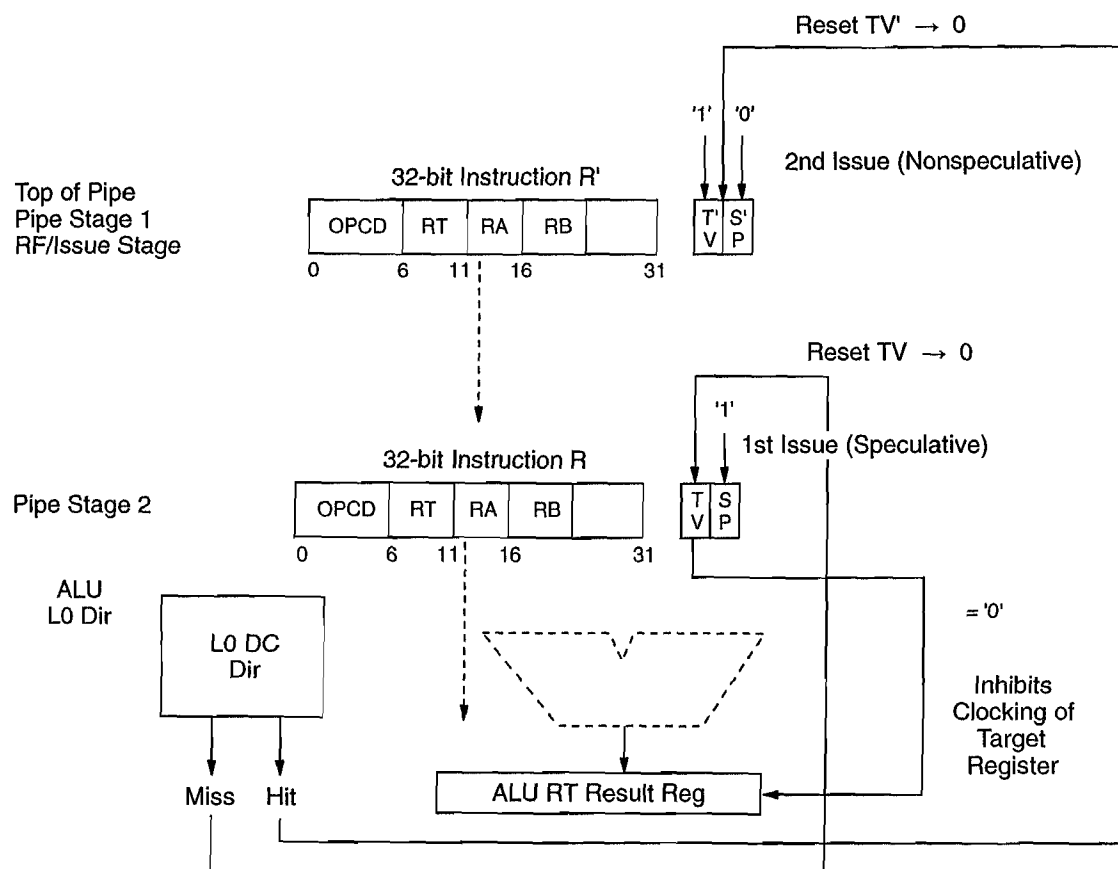 Reset TV' → 0
'1' '0'
2nd Issue (Nonspeculative)
32-bit Instruction R'
Top of Pipe
Pipe Stage 1
RF/Issue Stage
OPCD RT RA RB
T' S'
V P
0 6 11 16 31
Reset TV → 0
'1'
1st Issue (Speculative)
32-bit Instruction R
Pipe Stage 2
OPCD RT RA RB
T S
V P
0 6 11 16 31
ALU
L0 Dir
L0 DC
Dir
= '0'
Inhibits
Clocking of
Target
Register
Miss Hit
ALU RT Result Reg